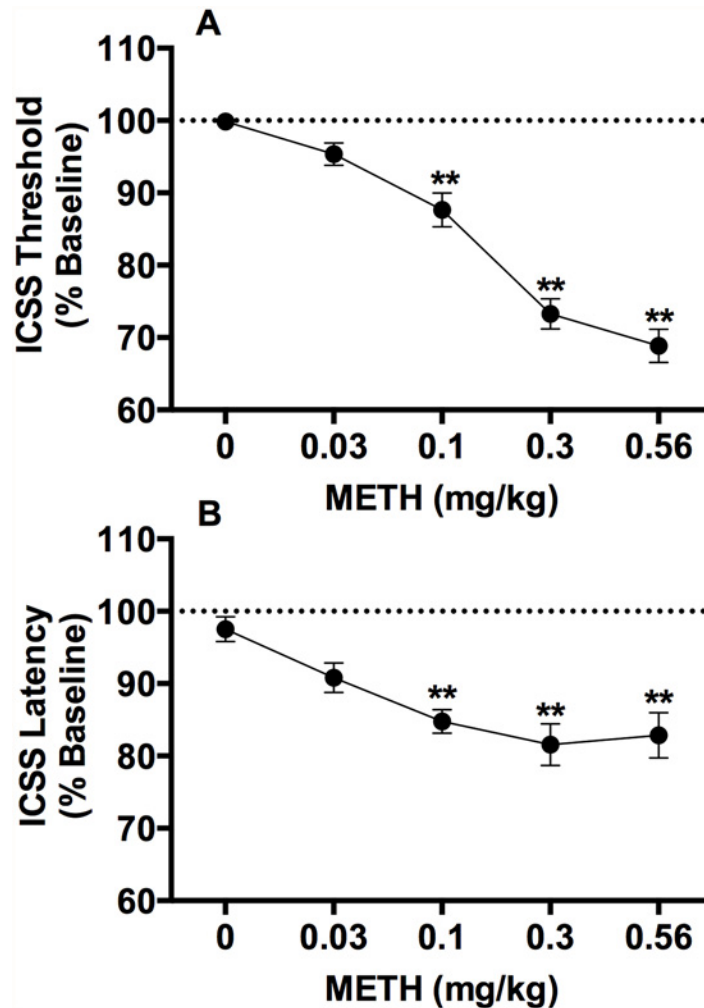 A
110
100
90
80
70
60
ICSS Threshold
(% Baseline)
**
**
**
0 0.03 0.1 0.3 0.56
METH (mg/kg)
B
110
100
90
80
70
60
ICSS Latency
(% Baseline)
**
**
**
0 0.03 0.1 0.3 0.56
METH (mg/kg)